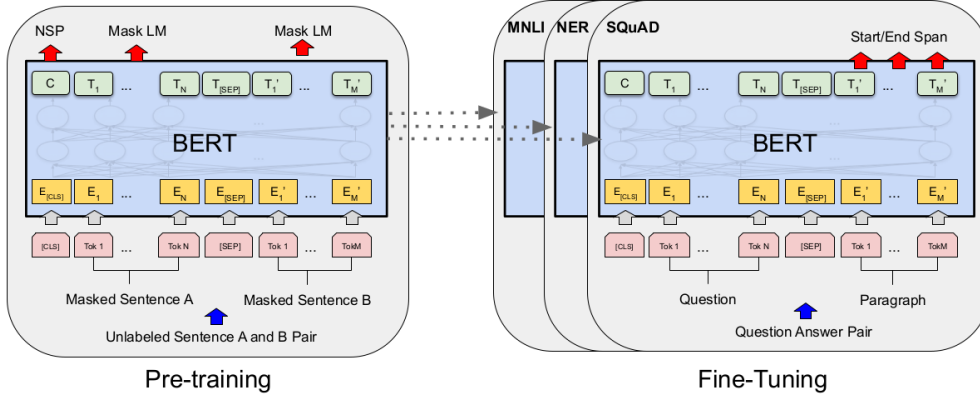 NSP Mask LM Mask LM
C T1 ... TN T[SEP] T1' ... TM'
BERT
E[CLS] E1 ... EN E[SEP] E1' ... EM'
[CLS] Tok 1 ... Tok N [SEP] Tok 1 ... TokM
Masked Sentence A Masked Sentence B
Unlabeled Sentence A and B Pair
Pre-training
MNLI NER SQuAD
Start/End Span
C T1 ... TN T[SEP] T1' ... TM'
BERT
E[CLS] E1 ... EN E[SEP] E1' ... EM'
[CLS] Tok 1 ... Tok N [SEP] Tok 1 ... TokM
Question Paragraph
Question Answer Pair
Fine-Tuning